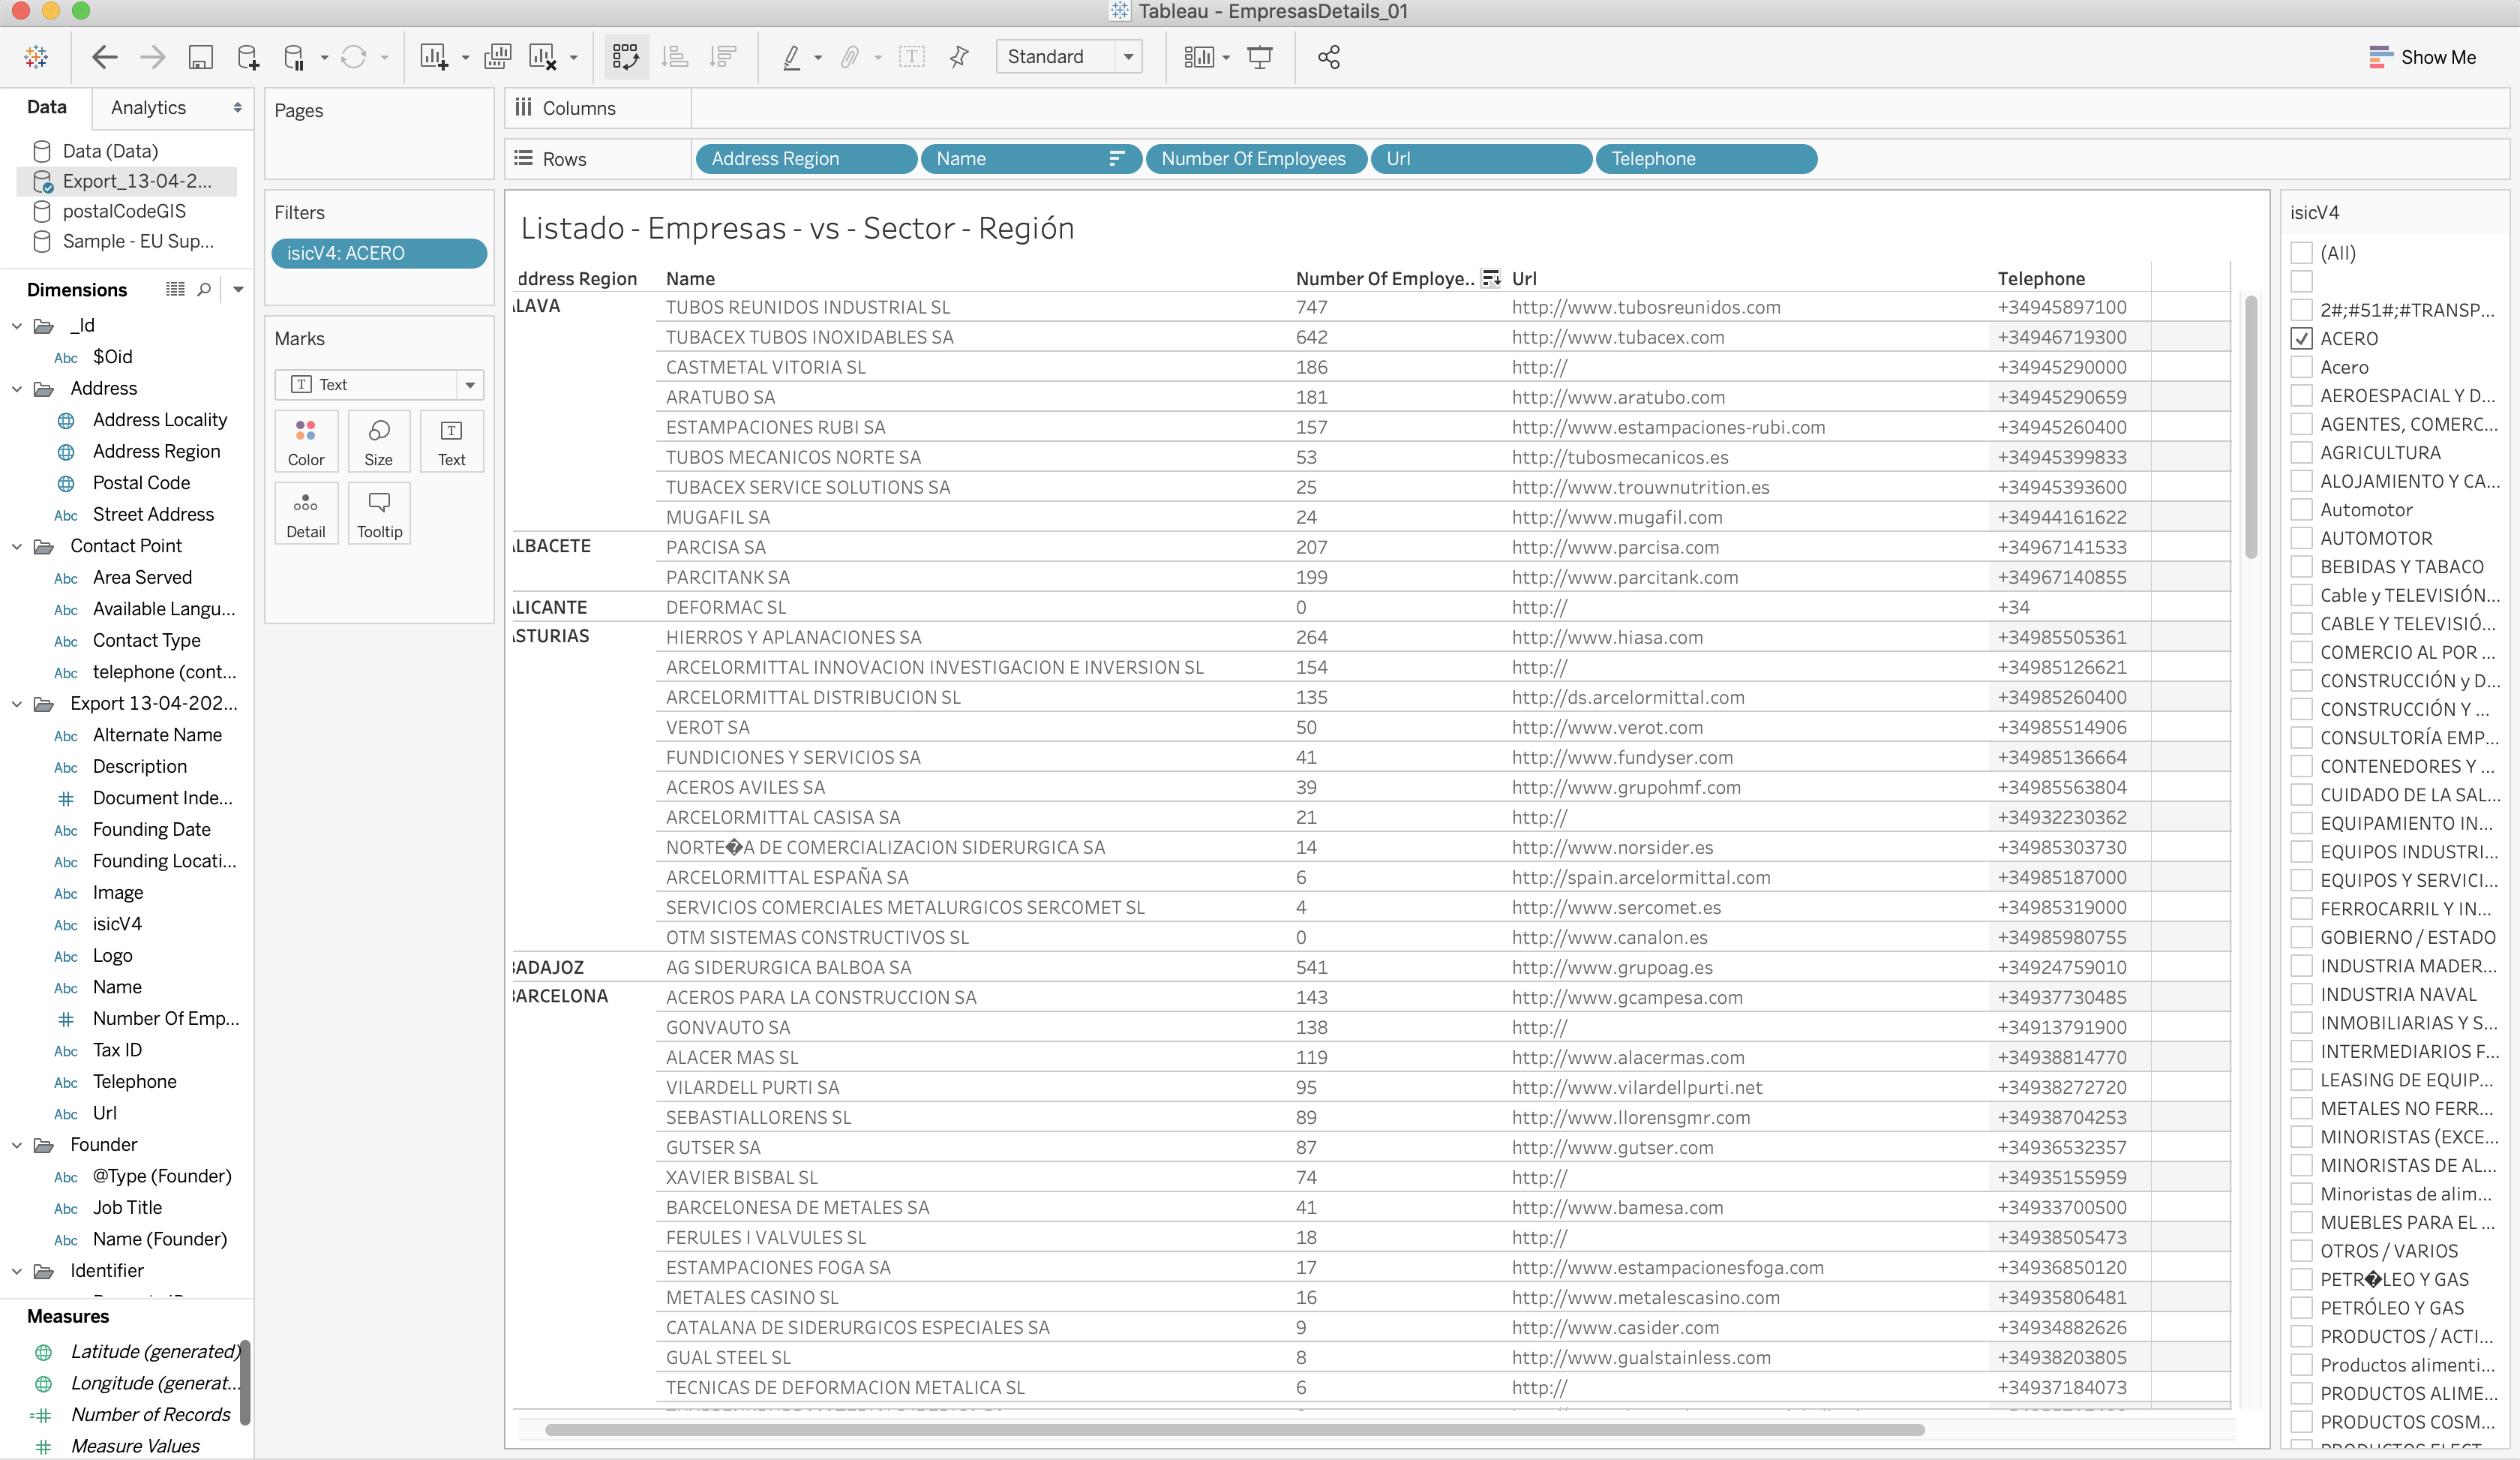 Tableau - EmpresasDetails_01
Standard
Show Me
Data
Analytics
Data (Data)
Export_13-04-2...
postalCodeGIS
Sample - EU Sup...
Dimensions
_Id
Abc $Oid
Address
Address Locality
Address Region
Postal Code
Abc Street Address
Contact Point
Abc Area Served
Abc Available Langu...
Abc Contact Type
Abc telephone (cont...
Export 13-04-202...
Abc Alternate Name
Abc Description
# Document Inde...
Abc Founding Date
Abc Founding Locati...
Abc Image
Abc isicV4
Abc Logo
Abc Name
# Number Of Emp...
Abc Tax ID
Abc Telephone
Abc Url
Founder
Abc @Type (Founder)
Abc Job Title
Abc Name (Founder)
Identifier
Measures
Latitude (generated)
Longitude (generat...
=# Number of Records
# Measure Values
Pages
Filters
isicV4: ACERO
Marks
T Text
Color Size Text
Detail Tooltip
Columns
Rows Address Region Name Number Of Employees Url Telephone
Listado - Empresas - vs - Sector - Región
ddress Region Name Number Of Employe.. Url Telephone
LAVA TUBOS REUNIDOS INDUSTRIAL SL 747 http://www.tubosreunidos.com +34945897100
TUBACEX TUBOS INOXIDABLES SA 642 http://www.tubacex.com +34946719300
CASTMETAL VITORIA SL 186 http:// +34945290000
ARATUBO SA 181 http://www.aratubo.com +34945290659
ESTAMPACIONES RUBI SA 157 http://www.estampaciones-rubi.com +34945260400
TUBOS MECANICOS NORTE SA 53 http://tubosmecanicos.es +34945399833
TUBACEX SERVICE SOLUTIONS SA 25 http://www.trouwnutrition.es +34945393600
MUGAFIL SA 24 http://www.mugafil.com +34944161622
LBACETE PARCISA SA 207 http://www.parcisa.com +34967141533
PARCITANK SA 199 http://www.parcitank.com +34967140855
LICANTE DEFORMAC SL 0 http:// +34
STURIAS HIERROS Y APLANACIONES SA 264 http://www.hiasa.com +34985505361
ARCELORMITTAL INNOVACION INVESTIGACION E INVERSION SL 154 http:// +34985126621
ARCELORMITTAL DISTRIBUCION SL 135 http://ds.arcelormittal.com +34985260400
VEROT SA 50 http://www.verot.com +34985514906
FUNDICIONES Y SERVICIOS SA 41 http://www.fundyser.com +34985136664
ACEROS AVILES SA 39 http://www.grupohmf.com +34985563804
ARCELORMITTAL CASISA SA 21 http:// +34932230362
NORTE�A DE COMERCIALIZACION SIDERURGICA SA 14 http://www.norsider.es +34985303730
ARCELORMITTAL ESPAÑA SA 6 http://spain.arcelormittal.com +34985187000
SERVICIOS COMERCIALES METALURGICOS SERCOMET SL 4 http://www.sercomet.es +34985319000
OTM SISTEMAS CONSTRUCTIVOS SL 0 http://www.canalon.es +34985980755
BADAJOZ AG SIDERURGICA BALBOA SA 541 http://www.grupoag.es +34924759010
BARCELONA ACEROS PARA LA CONSTRUCCION SA 143 http://www.gcampesa.com +34937730485
GONVAUTO SA 138 http:// +34913791900
ALACER MAS SL 119 http://www.alacermas.com +34938814770
VILARDELL PURTI SA 95 http://www.vilardellpurti.net +34938272720
SEBASTIALLORENS SL 89 http://www.llorensgmr.com +34938704253
GUTSER SA 87 http://www.gutser.com +34936532357
XAVIER BISBAL SL 74 http:// +34935155959
BARCELONESA DE METALES SA 41 http://www.bamesa.com +34933700500
FERULES I VALVULES SL 18 http:// +34938505473
ESTAMPACIONES FOGA SA 17 http://www.estampacionesfoga.com +34936850120
METALES CASINO SL 16 http://www.metalescasino.com +34935806481
CATALANA DE SIDERURGICOS ESPECIALES SA 9 http://www.casider.com +34934882626
GUAL STEEL SL 8 http://www.gualstainless.com +34938203805
TECNICAS DE DEFORMACION METALICA SL 6 http:// +34937184073
isicV4
(All)
2#;#51#;#TRANSP...
ACERO
Acero
AEROESPACIAL Y D...
AGENTES, COMERC...
AGRICULTURA
ALOJAMIENTO Y CA...
Automotor
AUTOMOTOR
BEBIDAS Y TABACO
Cable y TELEVISIÓN...
CABLE Y TELEVISIÓ...
COMERCIO AL POR ...
CONSTRUCCIÓN y D...
CONSTRUCCIÓN Y ...
CONSULTORÍA EMP...
CONTENEDORES Y ...
CUIDADO DE LA SAL...
EQUIPAMIENTO IN...
EQUIPOS INDUSTRI...
EQUIPOS Y SERVICI...
FERROCARRIL Y IN...
GOBIERNO / ESTADO
INDUSTRIA MADER...
INDUSTRIA NAVAL
INMOBILIARIAS Y S...
INTERMEDIARIOS F...
LEASING DE EQUIP...
METALES NO FERR...
MINORISTAS (EXCE...
MINORISTAS DE AL...
Minoristas de alim...
MUEBLES PARA EL ...
OTROS / VARIOS
PETR�LEO Y GAS
PETRÓLEO Y GAS
PRODUCTOS / ACTI...
Productos alimenti...
PRODUCTOS ALIME...
PRODUCTOS COSM...